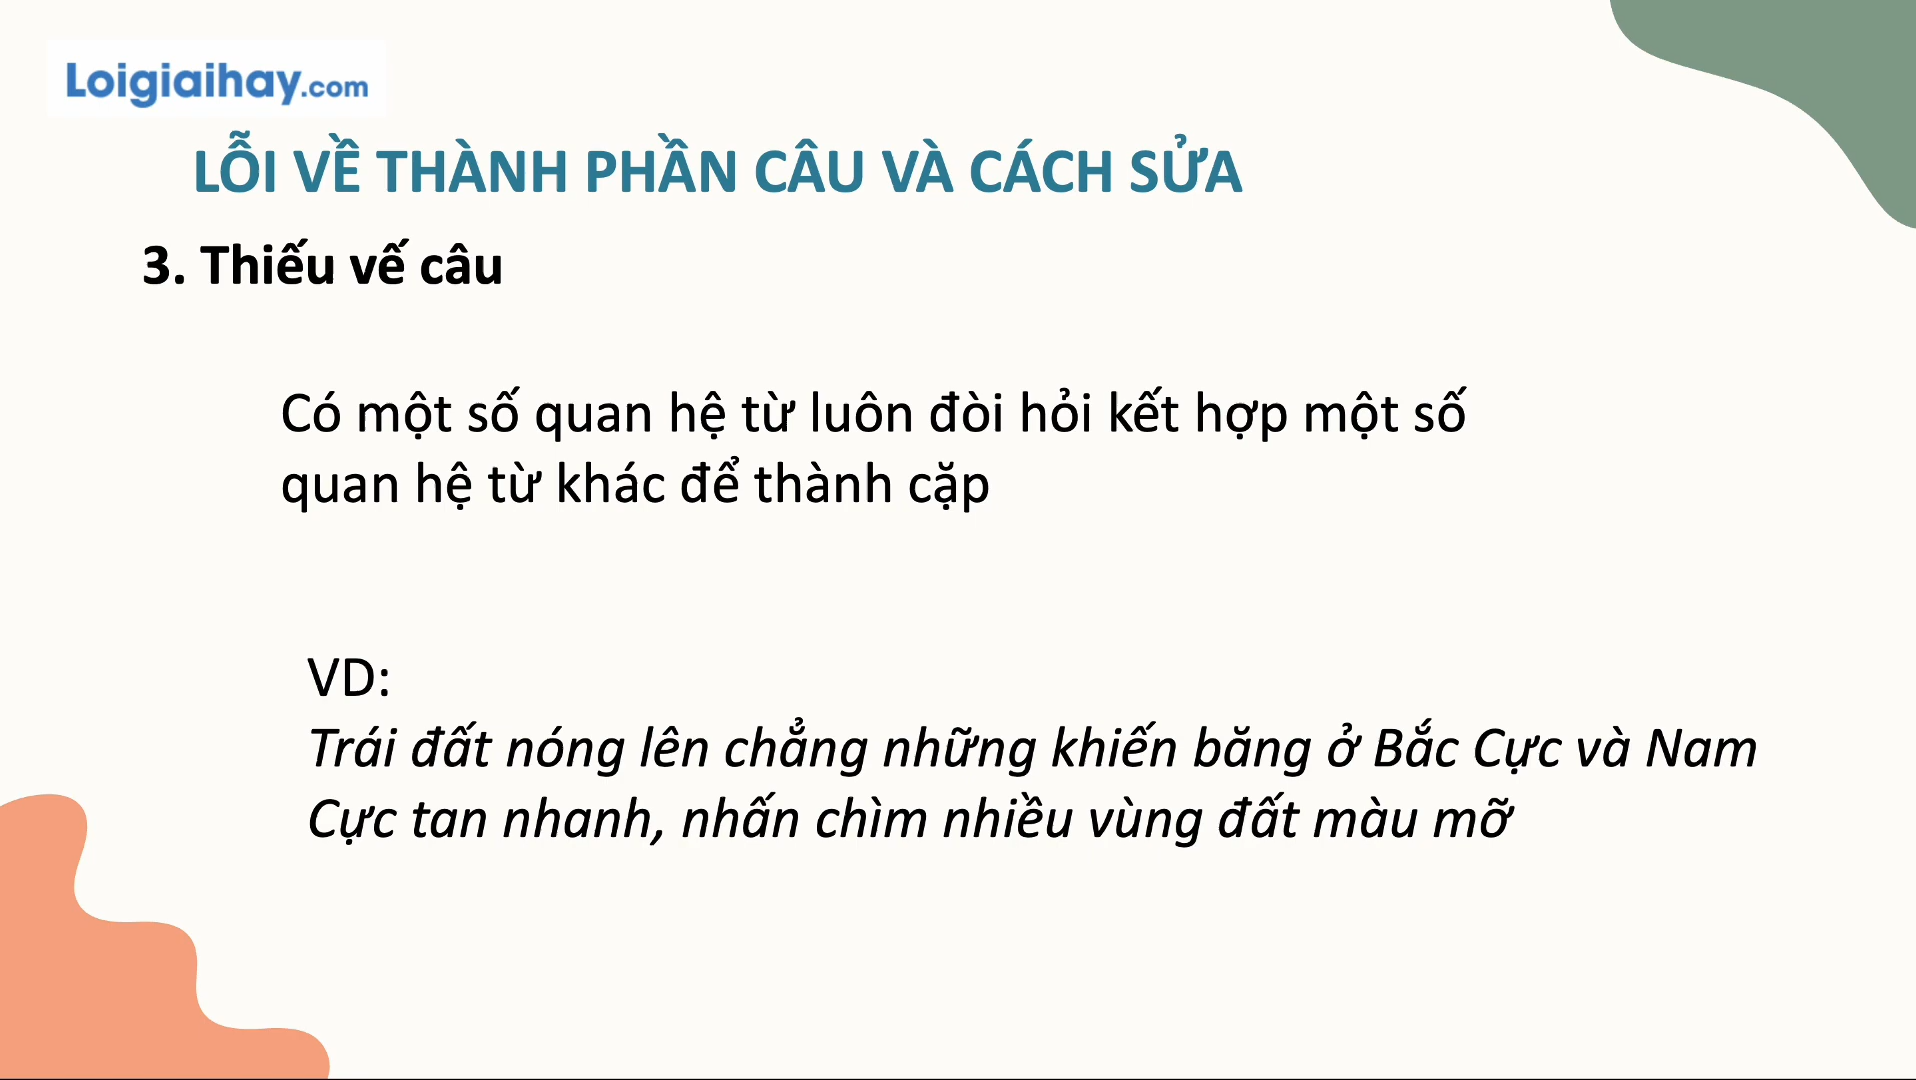 Loigiaihay.com
LỖI VỀ THÀNH PHẦN CÂU VÀ CÁCH SỬA
3. Thiếu vế câu
Có một số quan hệ từ luôn đòi hỏi kết hợp một số
quan hệ từ khác để thành cặp
VD:
Trái đất nóng lên chẳng những khiến băng ở Bắc Cực và Nam
Cực tan nhanh, nhấn chìm nhiều vùng đất màu mỡ